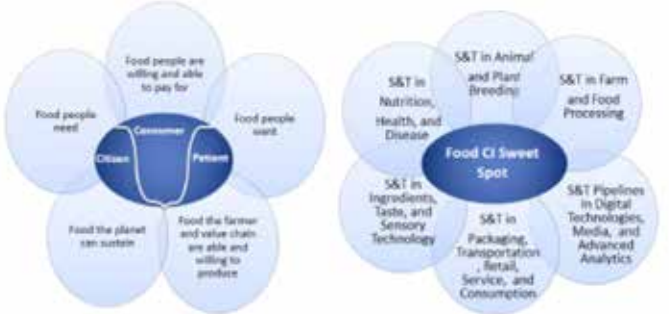 Food people are
willing and able
to pay for
Food people
need
Food people
want
Consumer
Citizen
Patient
Food the planet
can sustain
Food the farmer
and value chain
are able and
willing to
produce
S&T in Animal
and Plant
Breeding
S&T in
Nutrition,
Health, and
Disease
S&T in Farm
and Food
Processing
Food CI Sweet
Spot
S&T in
Ingredients,
Taste, and
Sensory
Technology
S&T in
Packaging,
Transportation
, Retail,
Service, and
Consumption
S&T Pipelines
in Digital
Technologies,
Media, and
Advanced
Analytics